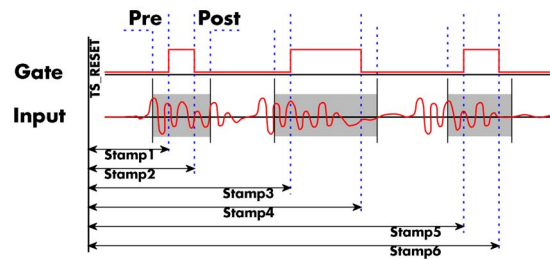 Pre Post
Gate
TS_RESET
Input
Stamp1
Stamp2
Stamp3
Stamp4
Stamp5
Stamp6